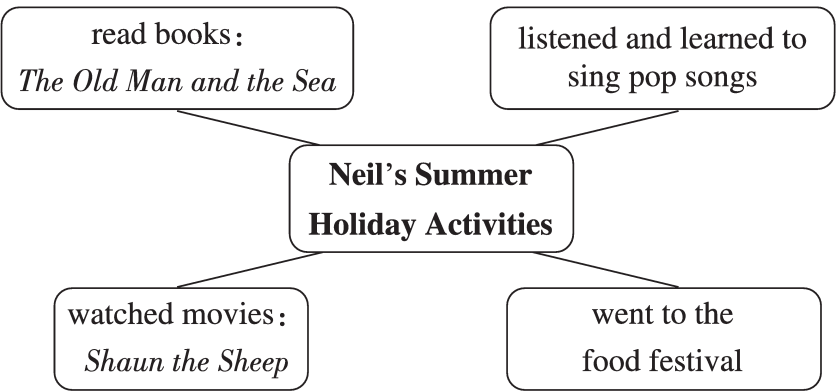 read books：
The Old Man and the Sea
listened and learned to
sing pop songs
Neil's Summer
Holiday Activities
watched movies：
Shaun the Sheep
went to the
food festival